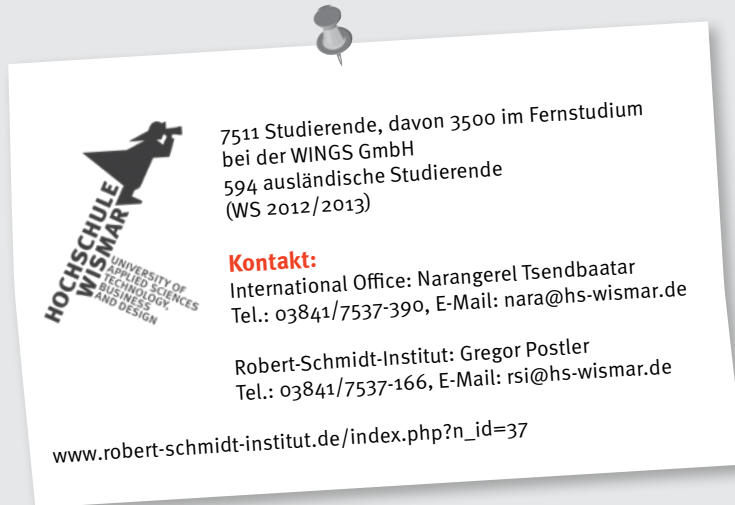 HOCHSCHULE
WISMAR
UNIVERSITY OF
APPLIED SCIENCES
TECHNOLOGY,
BUSINESS
AND DESIGN
7511 Studierende, davon 3500 im Fernstudium
bei der WINGS GmbH
594 ausländische Studierende
(WS 2012/2013)
Kontakt:
International Office: Narangerel Tsendbaatar
Tel.: 03841/7537-390, E-Mail: nara@hs-wismar.de
Robert-Schmidt-Institut: Gregor Postler
Tel.: 03841/7537-166, E-Mail: rsi@hs-wismar.de
www.robert-schmidt-institut.de/index.php?n_id=37